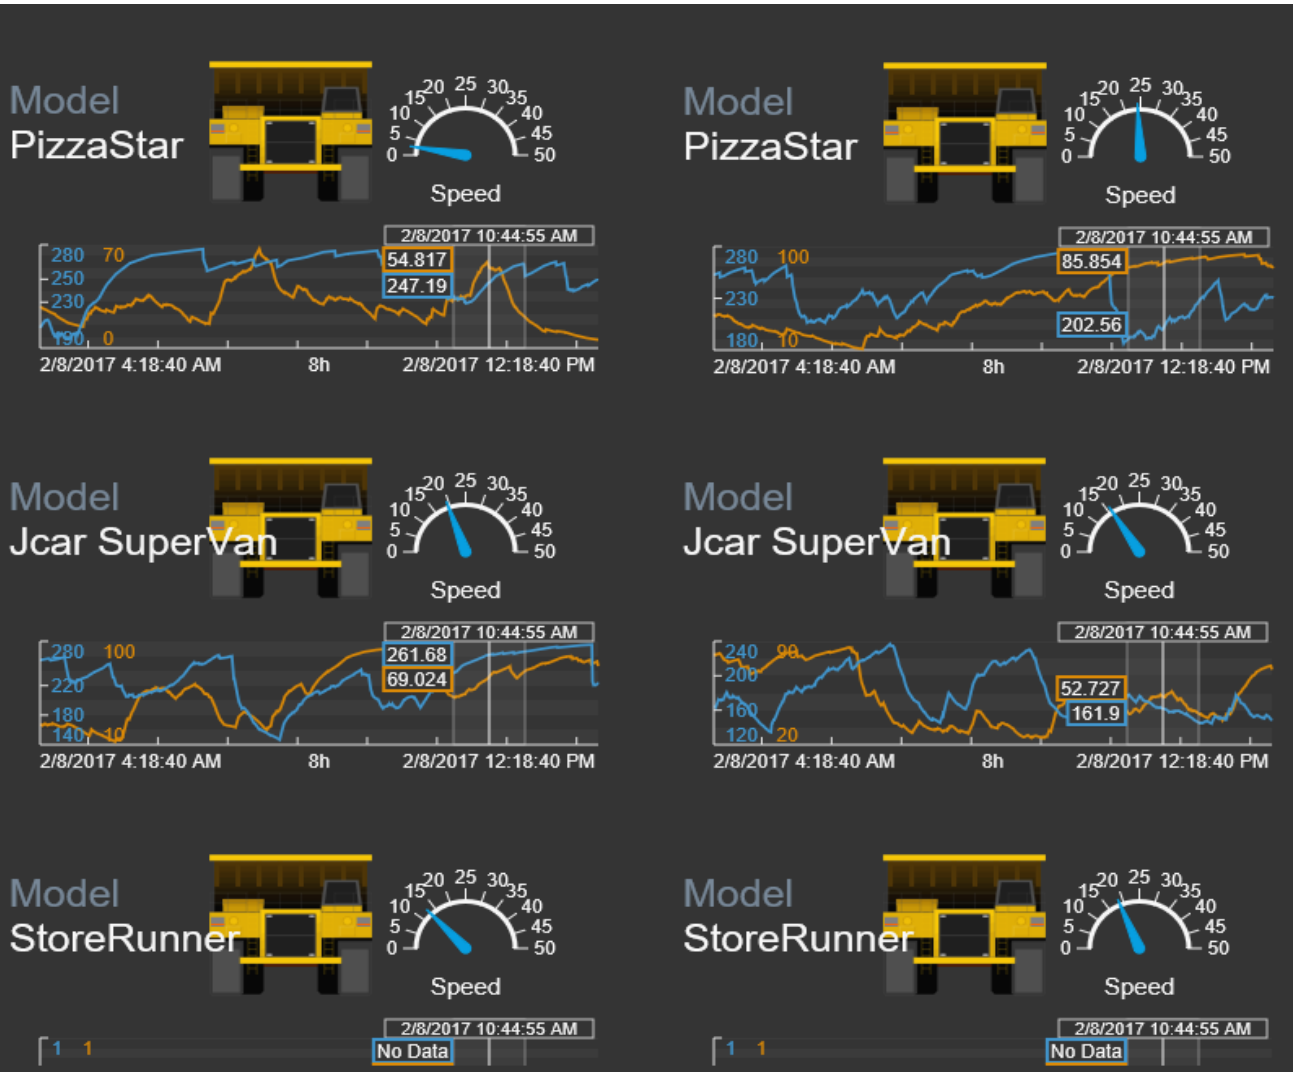 Model
PizzaStar
0 5 10 15 20 25 30 35 40 45 50
Speed
2/8/2017 10:44:55 AM
280 70
54.817
250
247.19
230
190 0
2/8/2017 4:18:40 AM 8h 2/8/2017 12:18:40 PM
Model
PizzaStar
0 5 10 15 20 25 30 35 40 45 50
Speed
2/8/2017 10:44:55 AM
280 100
85.854
230
202.56
180 10
2/8/2017 4:18:40 AM 8h 2/8/2017 12:18:40 PM
Model
Jcar SuperVan
0 5 10 15 20 25 30 35 40 45 50
Speed
2/8/2017 10:44:55 AM
280 100
261.68
69.024
220
180
140 10
2/8/2017 4:18:40 AM 8h 2/8/2017 12:18:40 PM
Model
Jcar SuperVan
0 5 10 15 20 25 30 35 40 45 50
Speed
2/8/2017 10:44:55 AM
240 90
200
52.727
160
161.9
120 20
2/8/2017 4:18:40 AM 8h 2/8/2017 12:18:40 PM
Model
StoreRunner
0 5 10 15 20 25 30 35 40 45 50
Speed
2/8/2017 10:44:55 AM
1 1
No Data
Model
StoreRunner
0 5 10 15 20 25 30 35 40 45 50
Speed
2/8/2017 10:44:55 AM
1 1
No Data